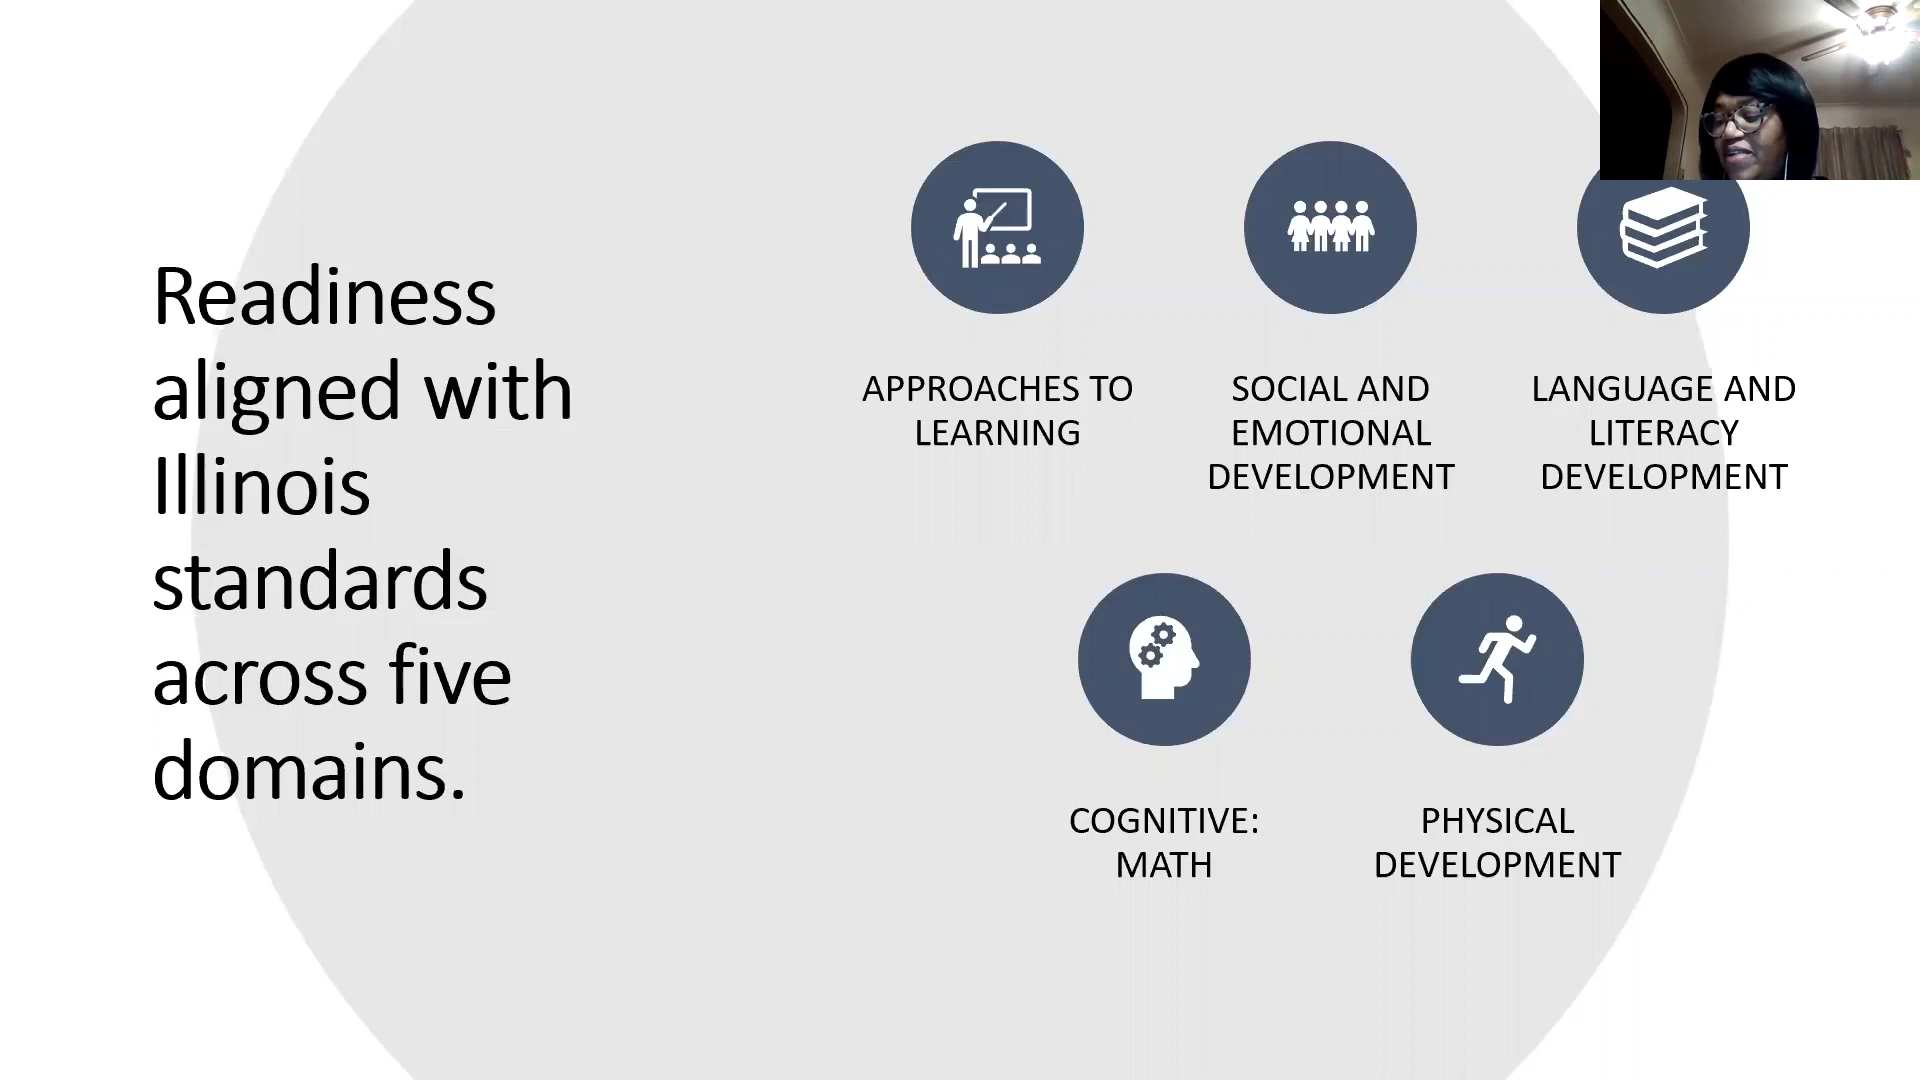 Readiness
aligned with
Illinois
standards
across five
domains.
APPROACHES TO
LEARNING
SOCIAL AND
EMOTIONAL
DEVELOPMENT
LANGUAGE AND
LITERACY
DEVELOPMENT
COGNITIVE:
MATH
PHYSICAL
DEVELOPMENT